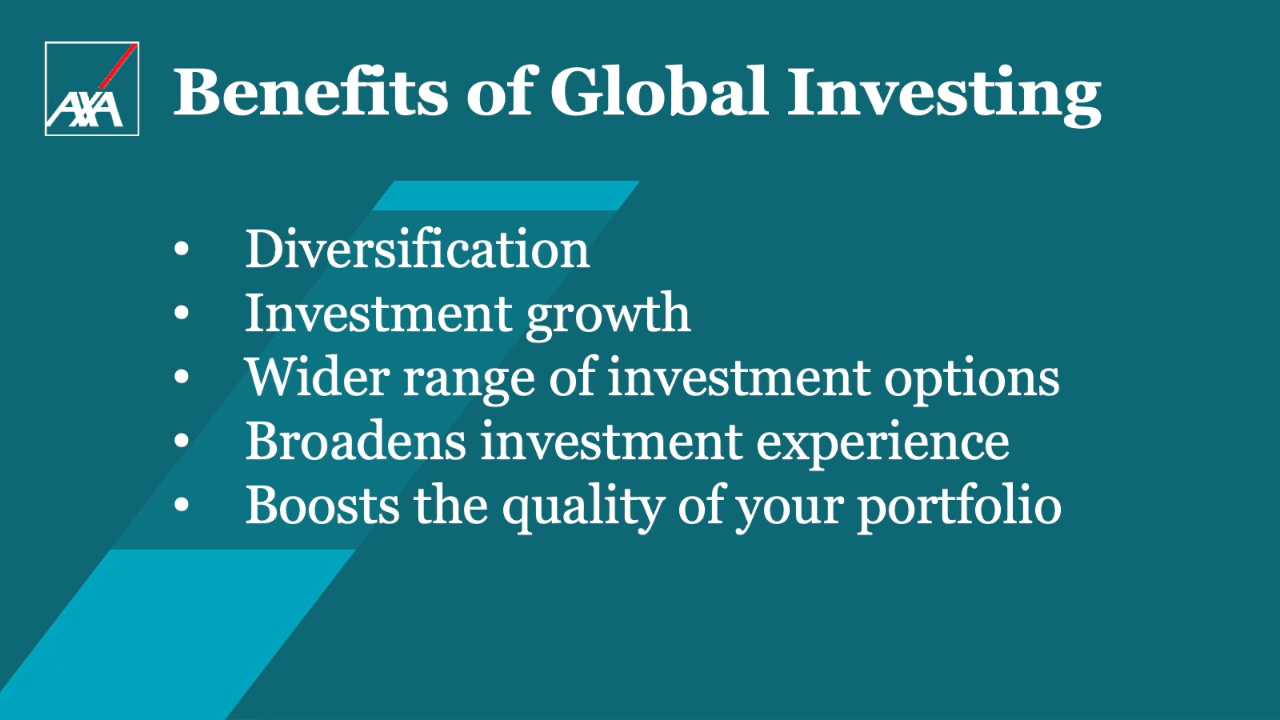 AXA
Benefits of Global Investing
• Diversification
• Investment growth
• Wider range of investment options
• Broadens investment experience
• Boosts the quality of your portfolio